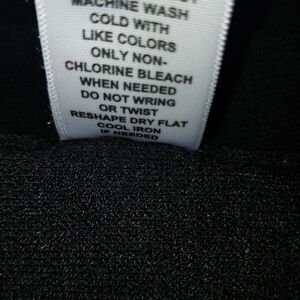 MACHINE WASH
COLD WITH
LIKE COLORS
ONLY NON-
CHLORINE BLEACH
WHEN NEEDED
DO NOT WRING
OR TWIST
RESHAPE DRY FLAT
COOL IRON
IF NEEDED